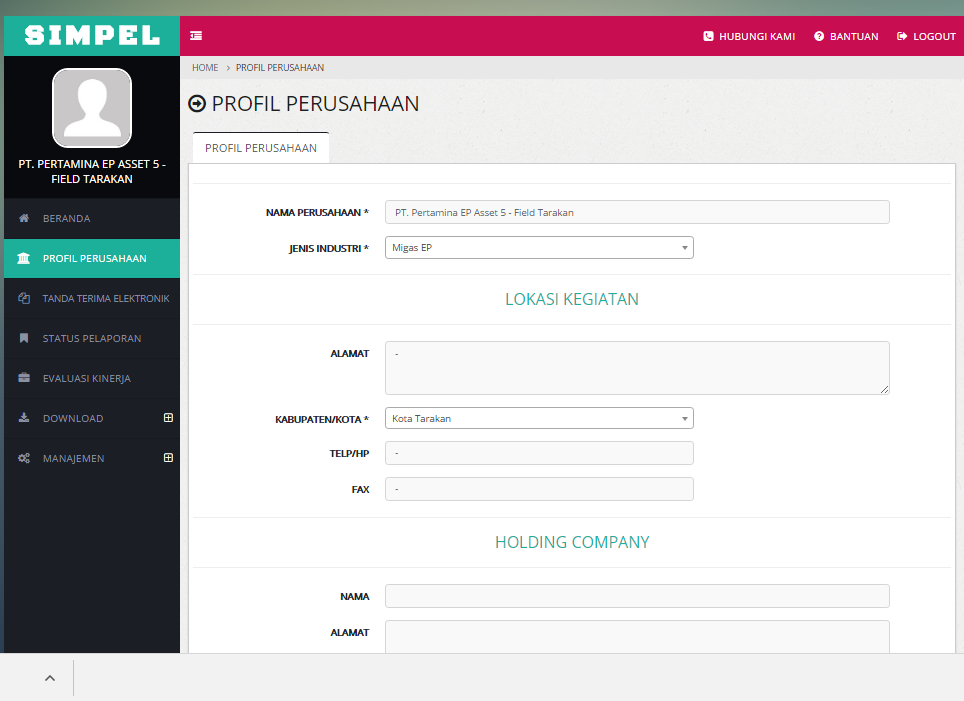 SIMPEL
HUBUNGI KAMI
BANTUAN
LOGOUT
PT. PERTAMINA EP ASSET 5 -
FIELD TARAKAN
BERANDA
PROFIL PERUSAHAAN
TANDA TERIMA ELEKTRONIK
STATUS PELAPORAN
EVALUASI KINERJA
DOWNLOAD
MANAJEMEN
HOME > PROFIL PERUSAHAAN
PROFIL PERUSAHAAN
PROFIL PERUSAHAAN
NAMA PERUSAHAAN * PT. Pertamina EP Asset 5 - Field Tarakan
JENIS INDUSTRI * Migas EP
LOKASI KEGIATAN
ALAMAT -
KABUPATEN/KOTA * Kota Tarakan
TELP/HP -
FAX -
HOLDING COMPANY
NAMA
ALAMAT